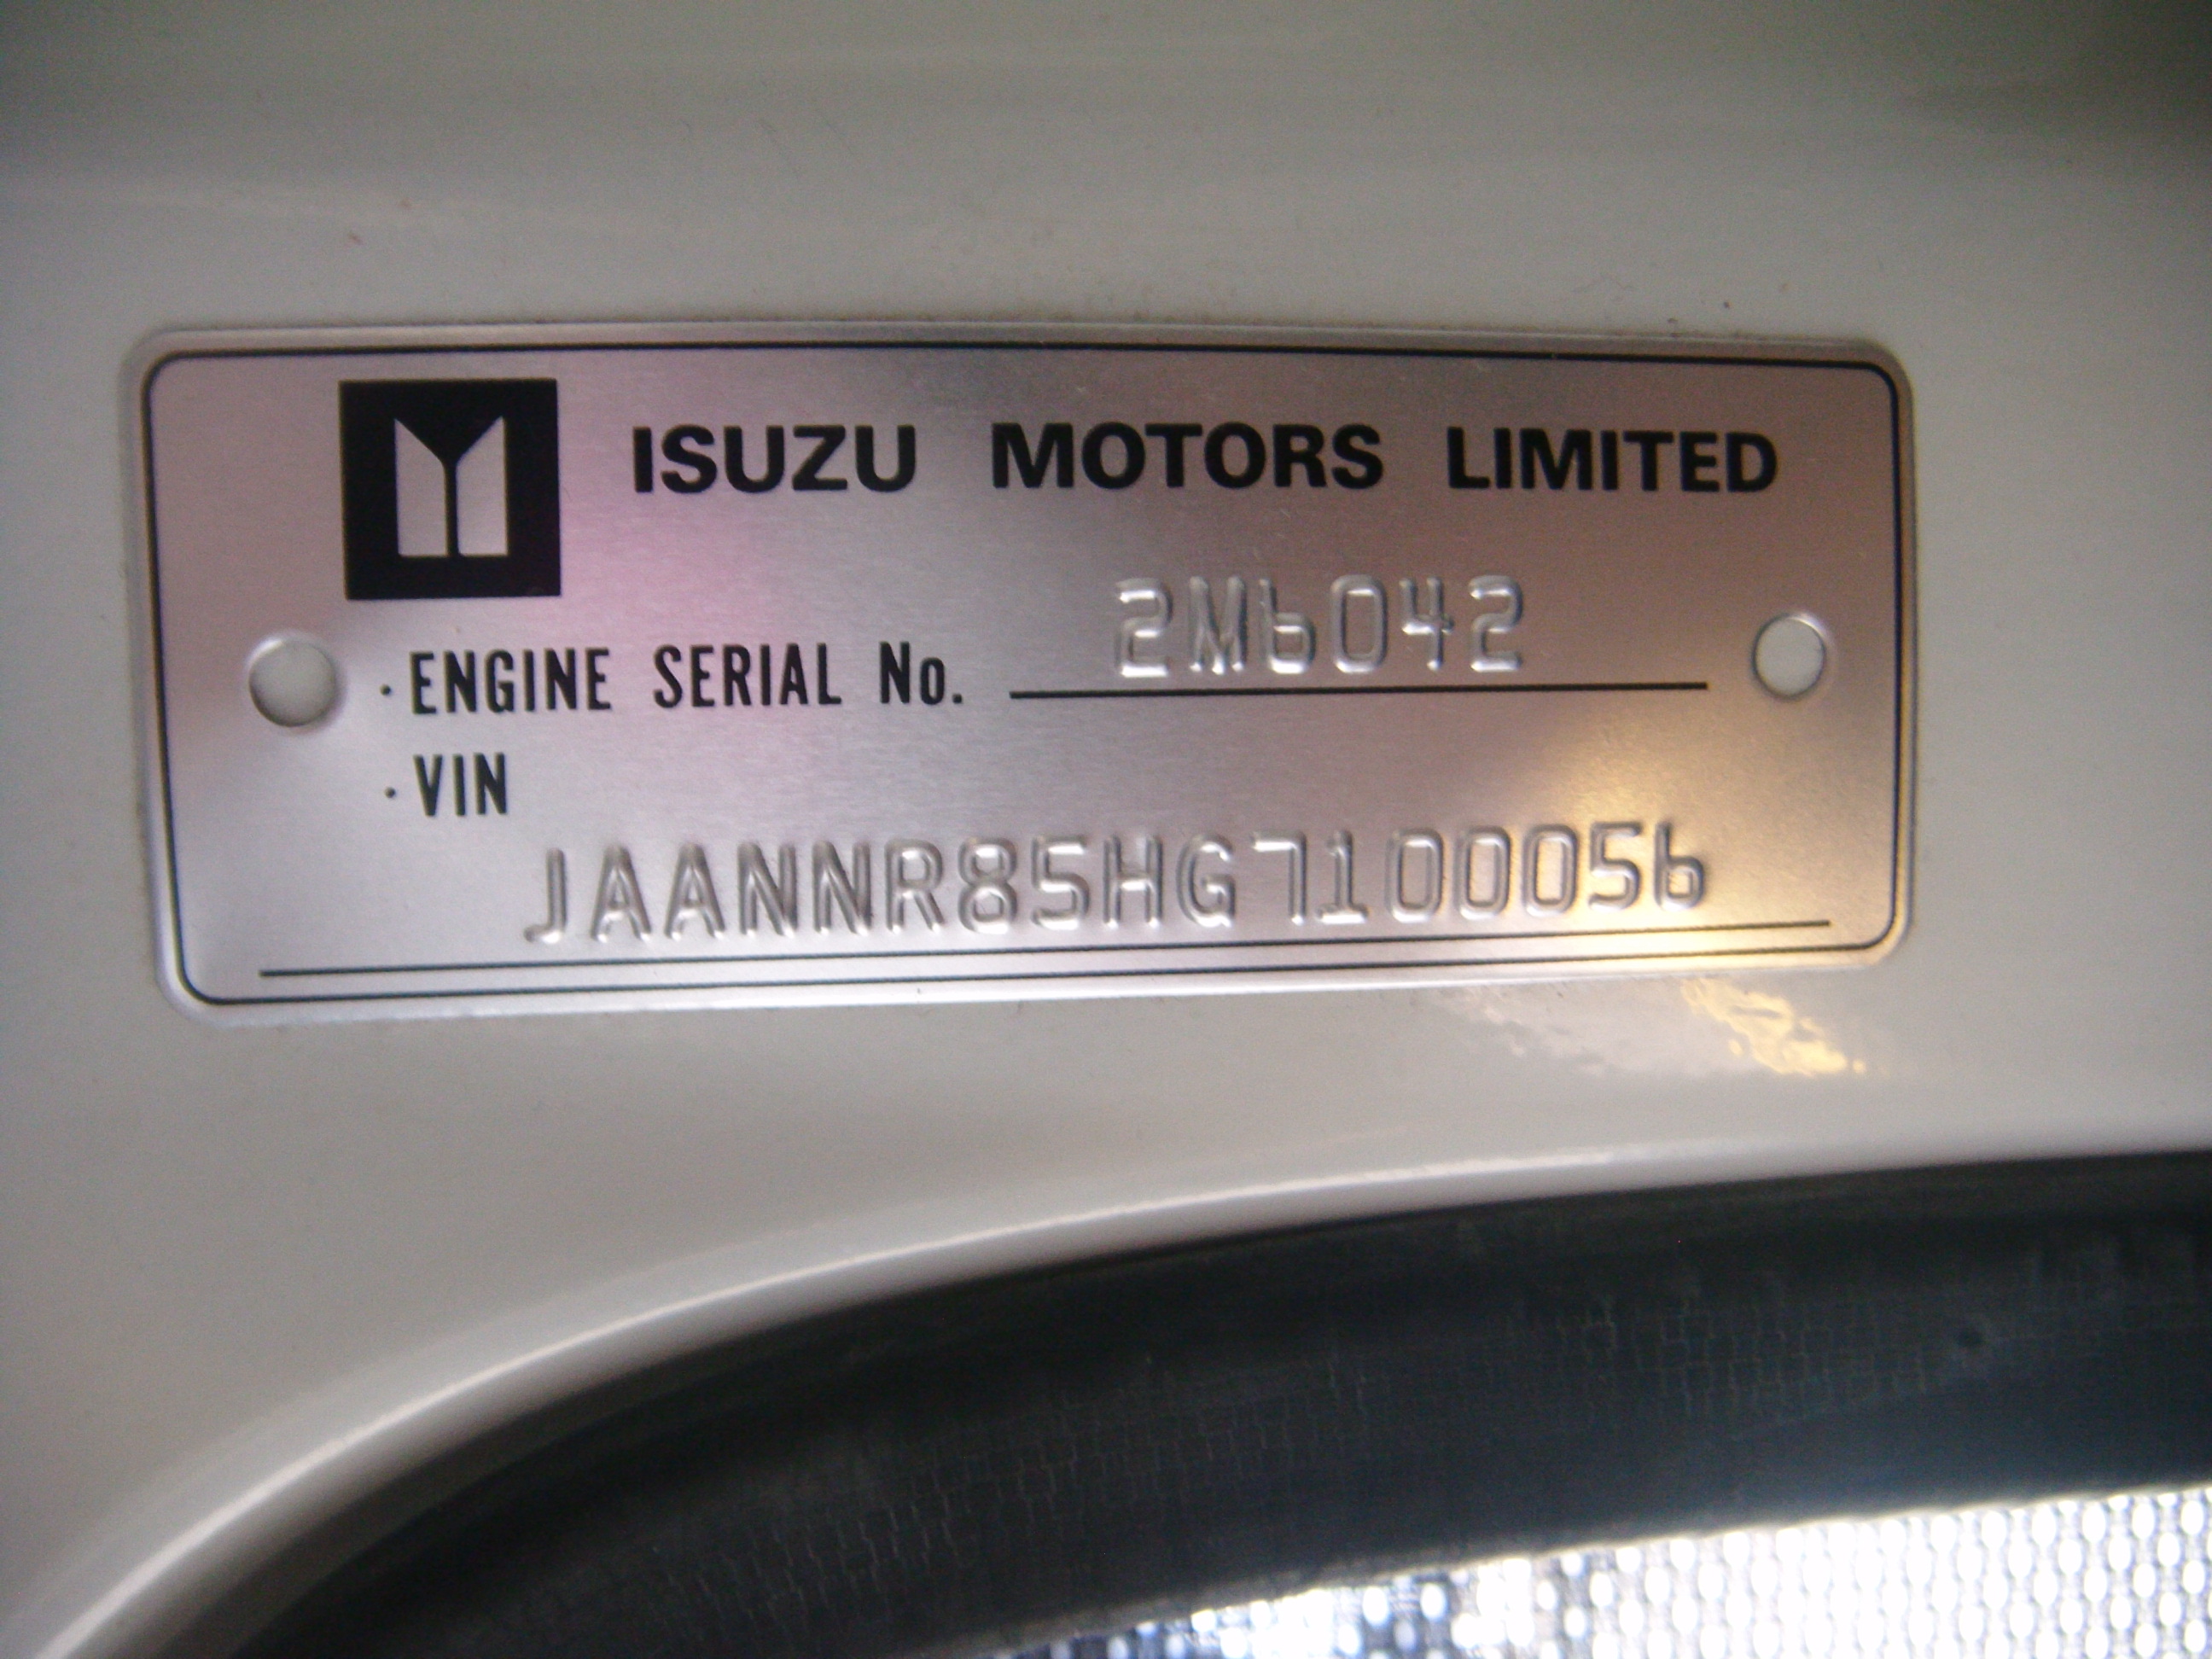 ISUZU MOTORS LIMITED
· ENGINE SERIAL No. 2M6042
· VIN
JAANNR85HG7100056